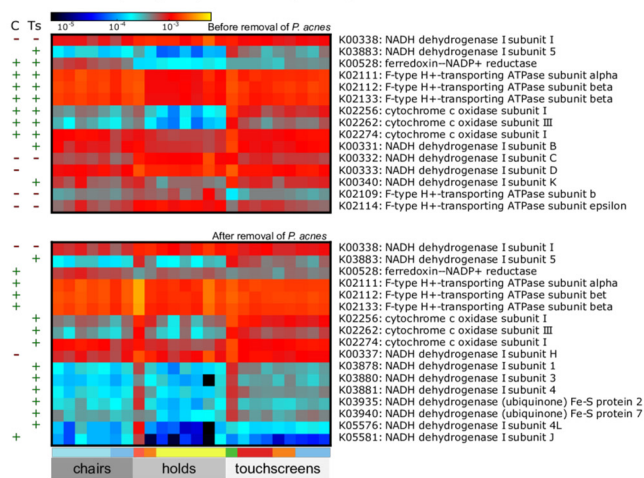 C Ts 10⁻⁵ 10⁻⁴ 10⁻³ Before removal of P. acnes
- - K00338: NADH dehydrogenase I subunit I
+ K03883: NADH dehydrogenase I subunit 5
+ + K00528: ferredoxin--NADP+ reductase
+ + K02111: F-type H+-transporting ATPase subunit alpha
+ + K02112: F-type H+-transporting ATPase subunit beta
+ + K02133: F-type H+-transporting ATPase subunit beta
+ + K02256: cytochrome c oxidase subunit I
+ + K02262: cytochrome c oxidase subunit III
+ + K02274: cytochrome c oxidase subunit I
+ K00331: NADH dehydrogenase I subunit B
- - K00332: NADH dehydrogenase I subunit C
- - K00333: NADH dehydrogenase I subunit D
+ K00340: NADH dehydrogenase I subunit K
- - K02109: F-type H+-transporting ATPase subunit b
- - K02114: F-type H+-transporting ATPase subunit epsilon
After removal of P. acnes
- - K00338: NADH dehydrogenase I subunit I
+ K03883: NADH dehydrogenase I subunit 5
+ K00528: ferredoxin--NADP+ reductase
+ K02111: F-type H+-transporting ATPase subunit alpha
+ K02112: F-type H+-transporting ATPase subunit bet
+ K02133: F-type H+-transporting ATPase subunit beta
+ K02256: cytochrome c oxidase subunit I
+ K02262: cytochrome c oxidase subunit III
+ K02274: cytochrome c oxidase subunit I
- K00337: NADH dehydrogenase I subunit H
+ K03878: NADH dehydrogenase I subunit 1
+ K03880: NADH dehydrogenase I subunit 3
+ K03881: NADH dehydrogenase I subunit 4
+ K03935: NADH dehydrogenase (ubiquinone) Fe-S protein 2
+ K03940: NADH dehydrogenase (ubiquinone) Fe-S protein 7
+ K05576: NADH dehydrogenase I subunit 4L
+ K05581: NADH dehydrogenase I subunit J
chairs holds touchscreens